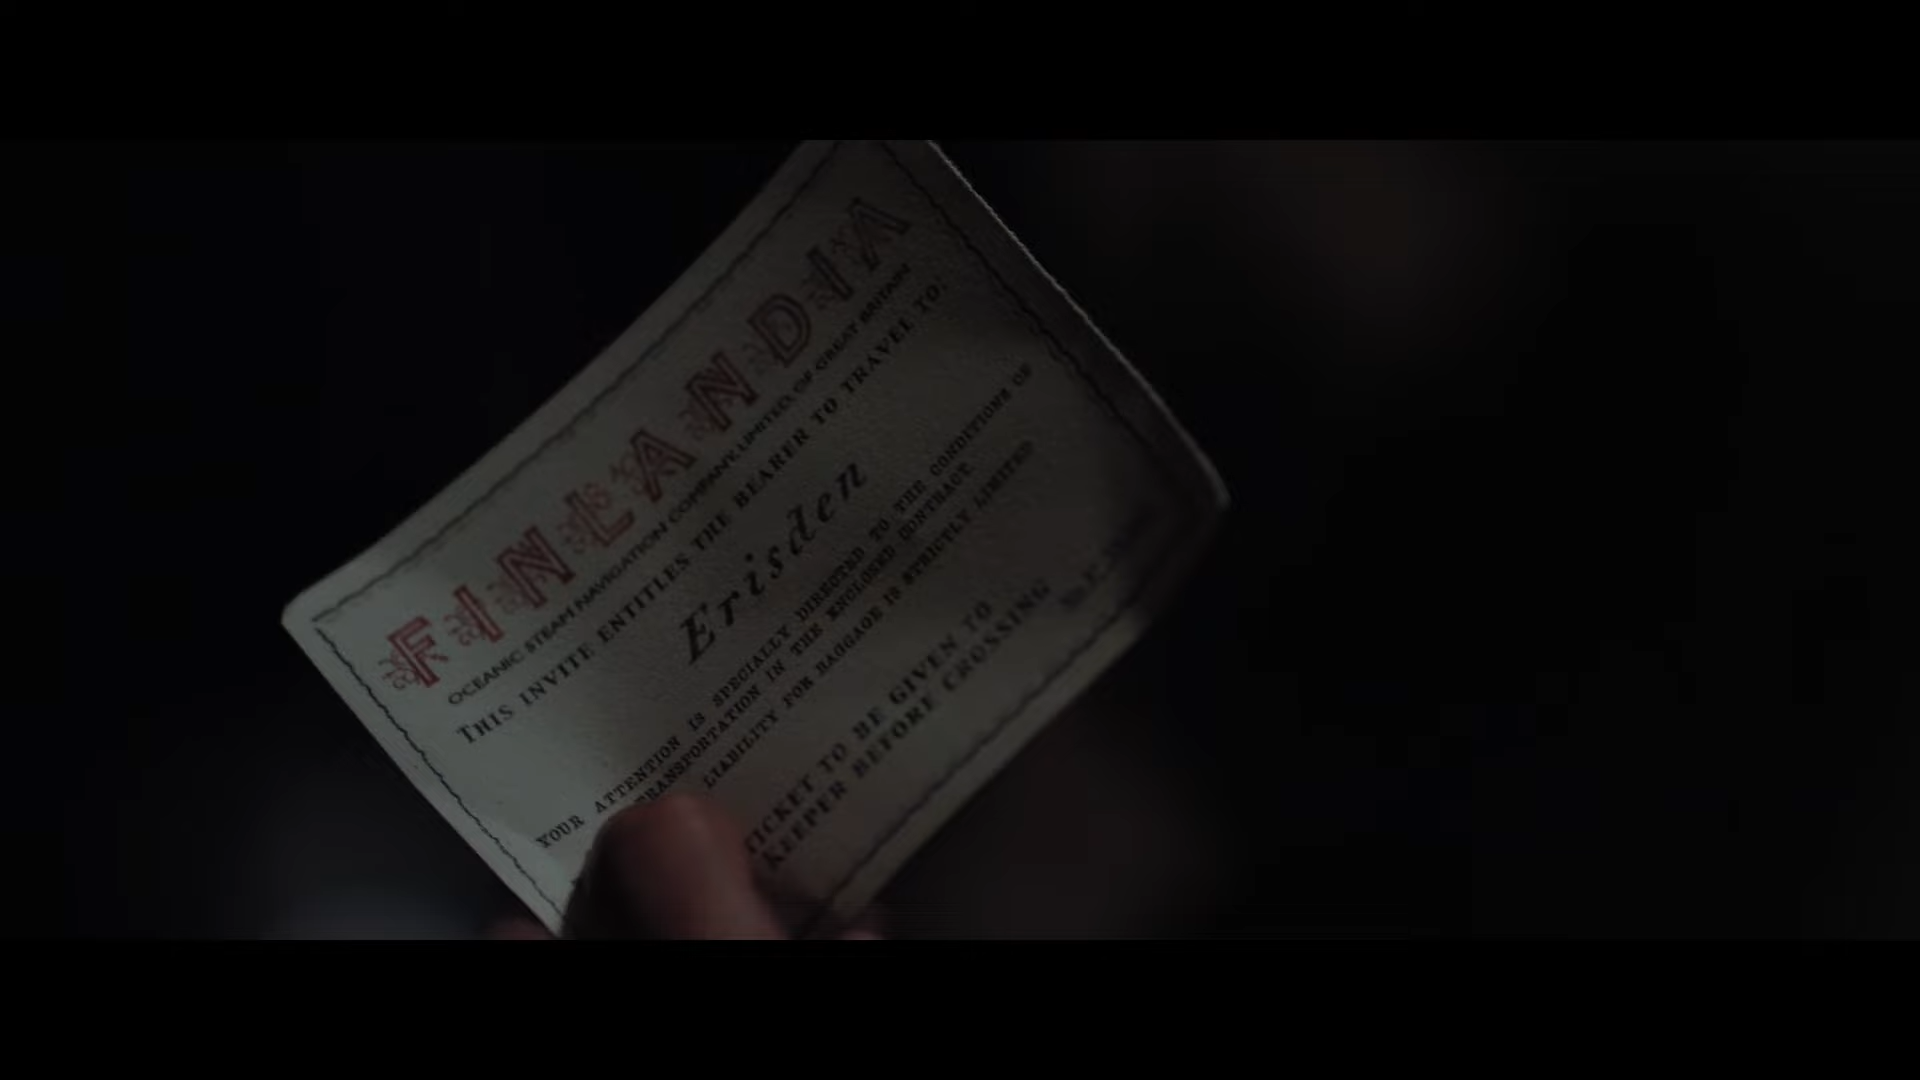 FINLANDIA
OCEANIC STEAM NAVIGATION COMPANY, LIMITED, OF GREAT BRITAIN
THIS INVITE ENTITLES THE BEARER TO TRAVEL TO:
Erisden
YOUR ATTENTION IS SPECIALLY DIRECTED TO THE CONDITIONS OF
TRANSPORTATION IN THE ENCLOSED CONTRACT
LIABILITY FOR BAGGAGE IS STRICTLY LIMITED
TICKET TO BE GIVEN TO
KEEPER BEFORE CROSSING